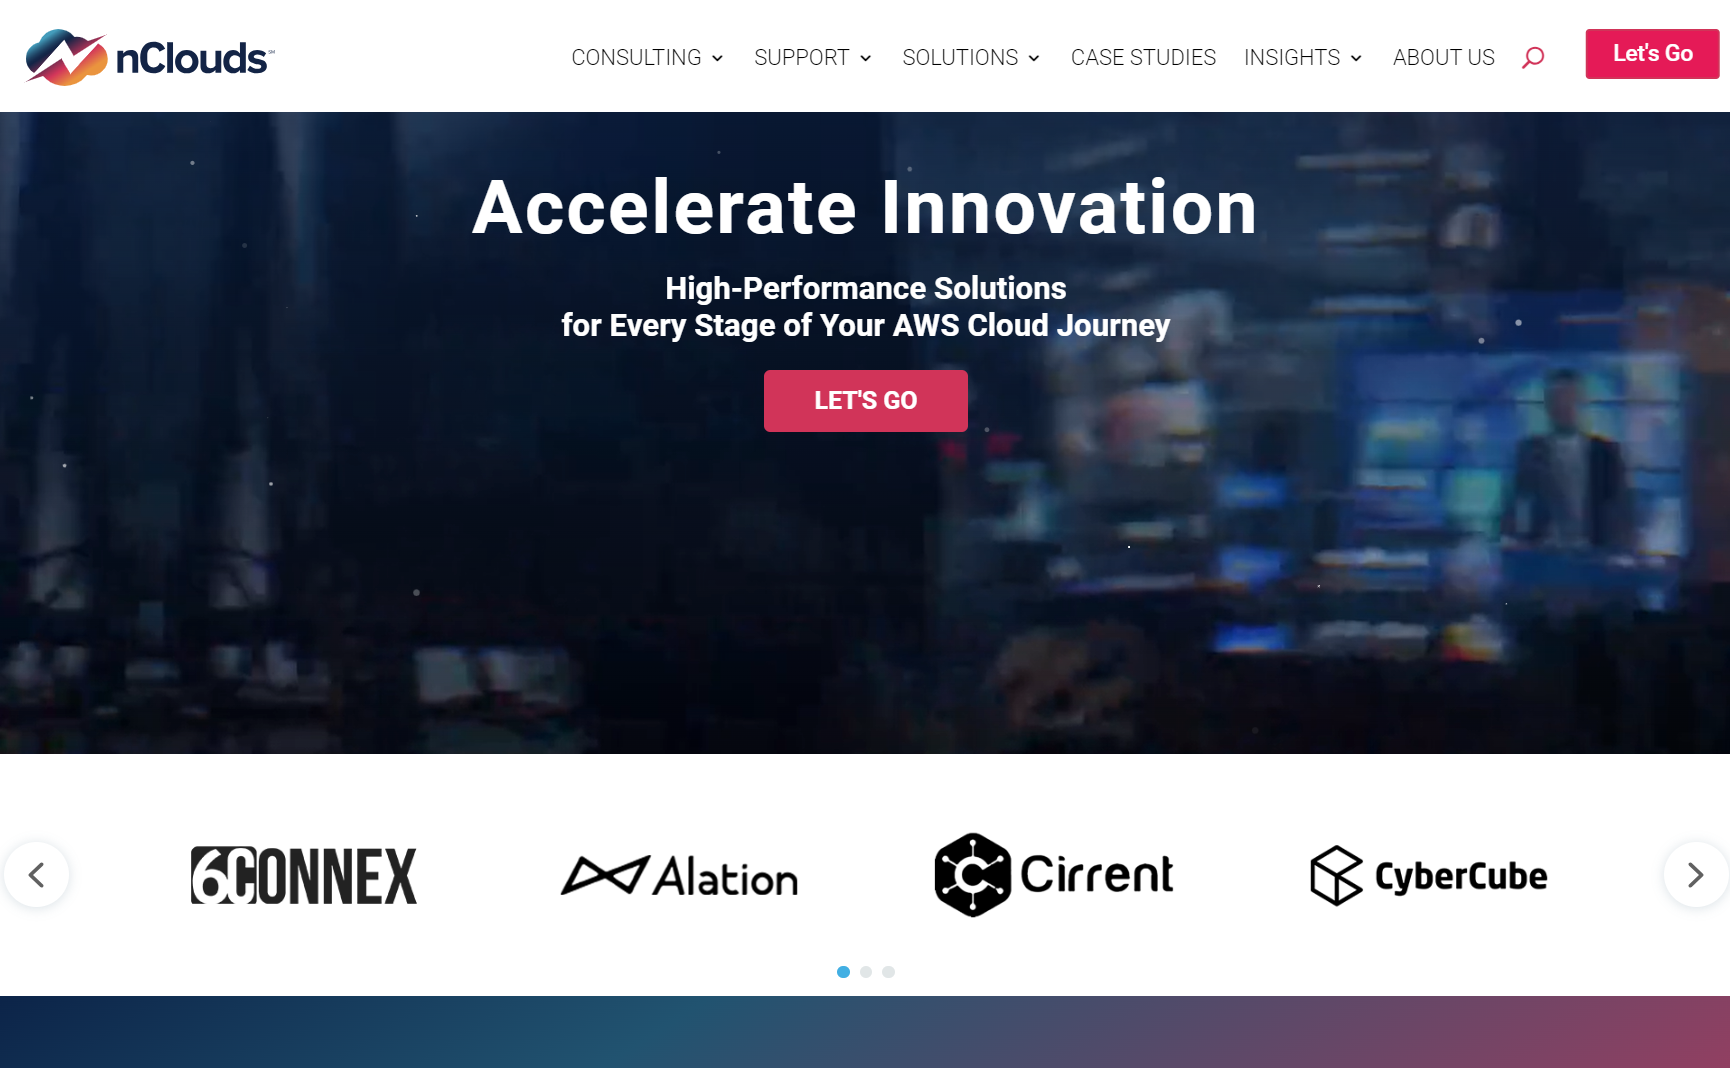 nClouds℠
CONSULTING
SUPPORT
SOLUTIONS
CASE STUDIES
INSIGHTS
ABOUT US
Let's Go
Accelerate Innovation
High-Performance Solutions
for Every Stage of Your AWS Cloud Journey
LET'S GO
6CONNEX
Alation
Cirrent
CyberCube